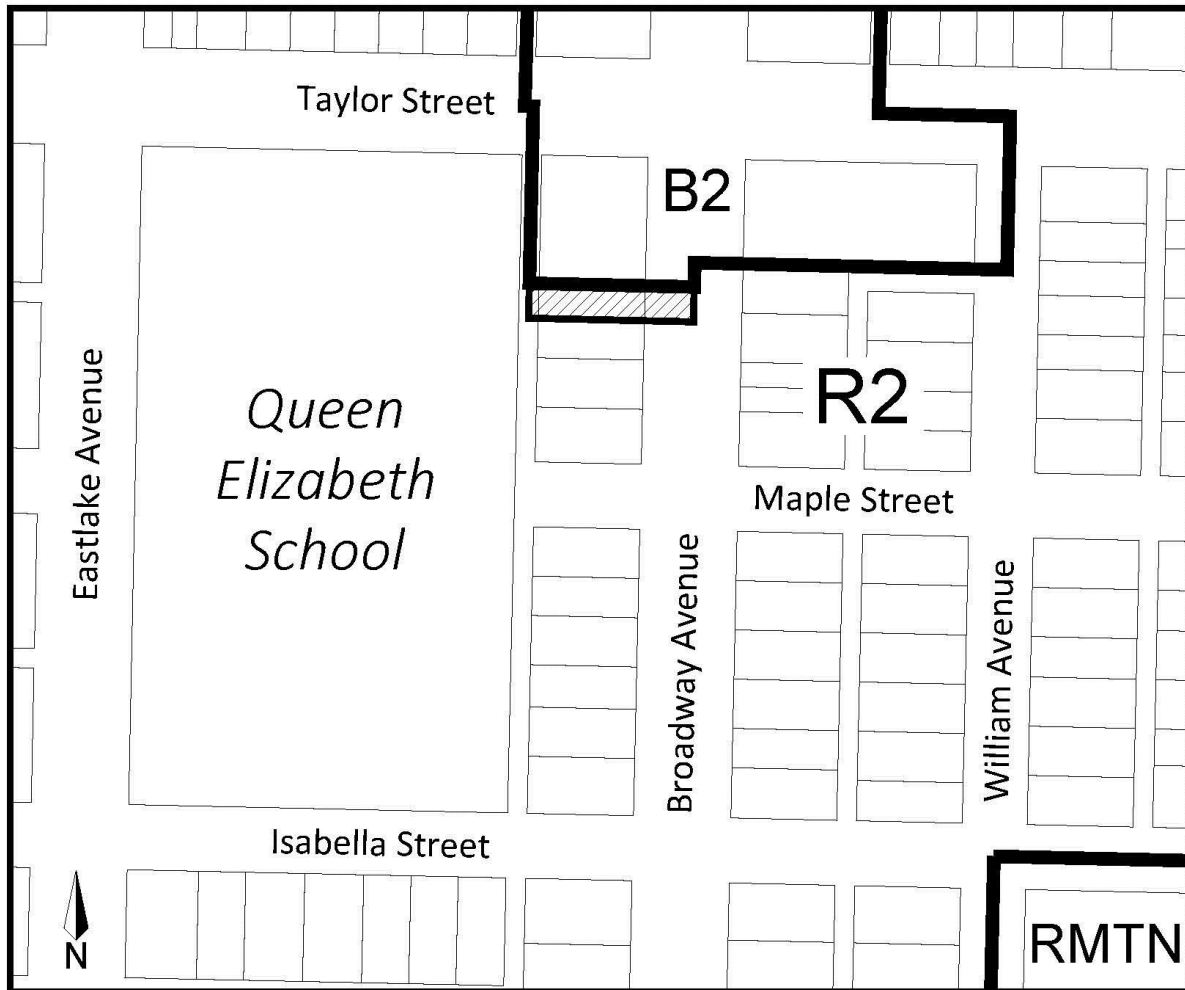 Taylor Street
B2
Queen
Elizabeth
School
Eastlake Avenue
R2
Maple Street
Broadway Avenue
William Avenue
Isabella Street
N
RMTN